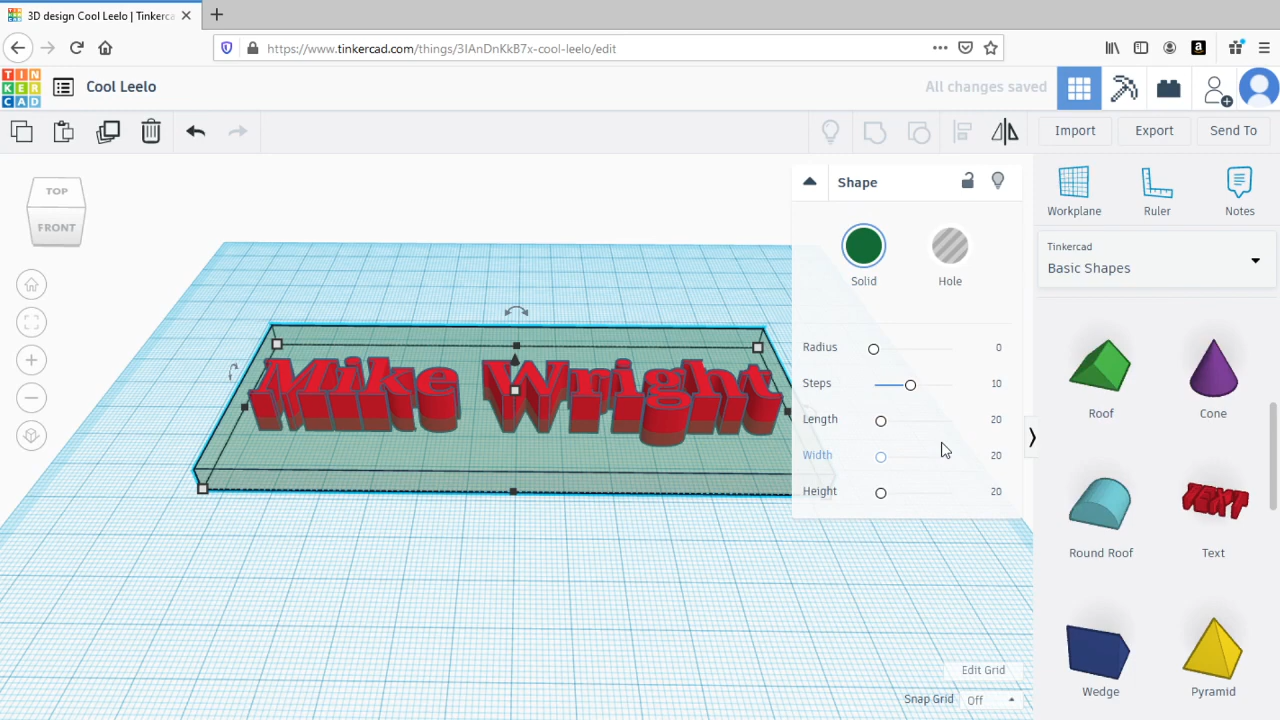 3D design Cool Leelo | Tinkerca
https://www.tinkercad.com/things/3IAnDnKkB7x-cool-leelo/edit
TIN
KER
CAD
Cool Leelo
All changes saved
Import
Export
Send To
TOP
FRONT
Shape
Solid
Hole
Radius 0
Steps 10
Length 20
Width 20
Height 20
Mike Wright
Workplane
Ruler
Notes
Tinkercad
Basic Shapes
Roof
Cone
Round Roof
TEXT
Text
Wedge
Pyramid
Edit Grid
Snap Grid Off